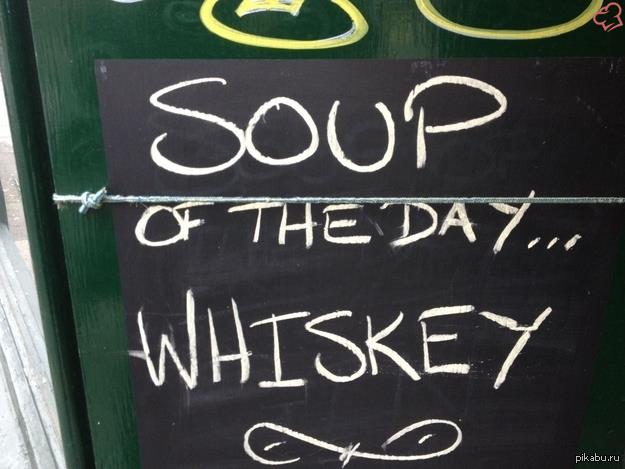 SOUP
OF THE DAY...
WHISKEY
pikabu.ru